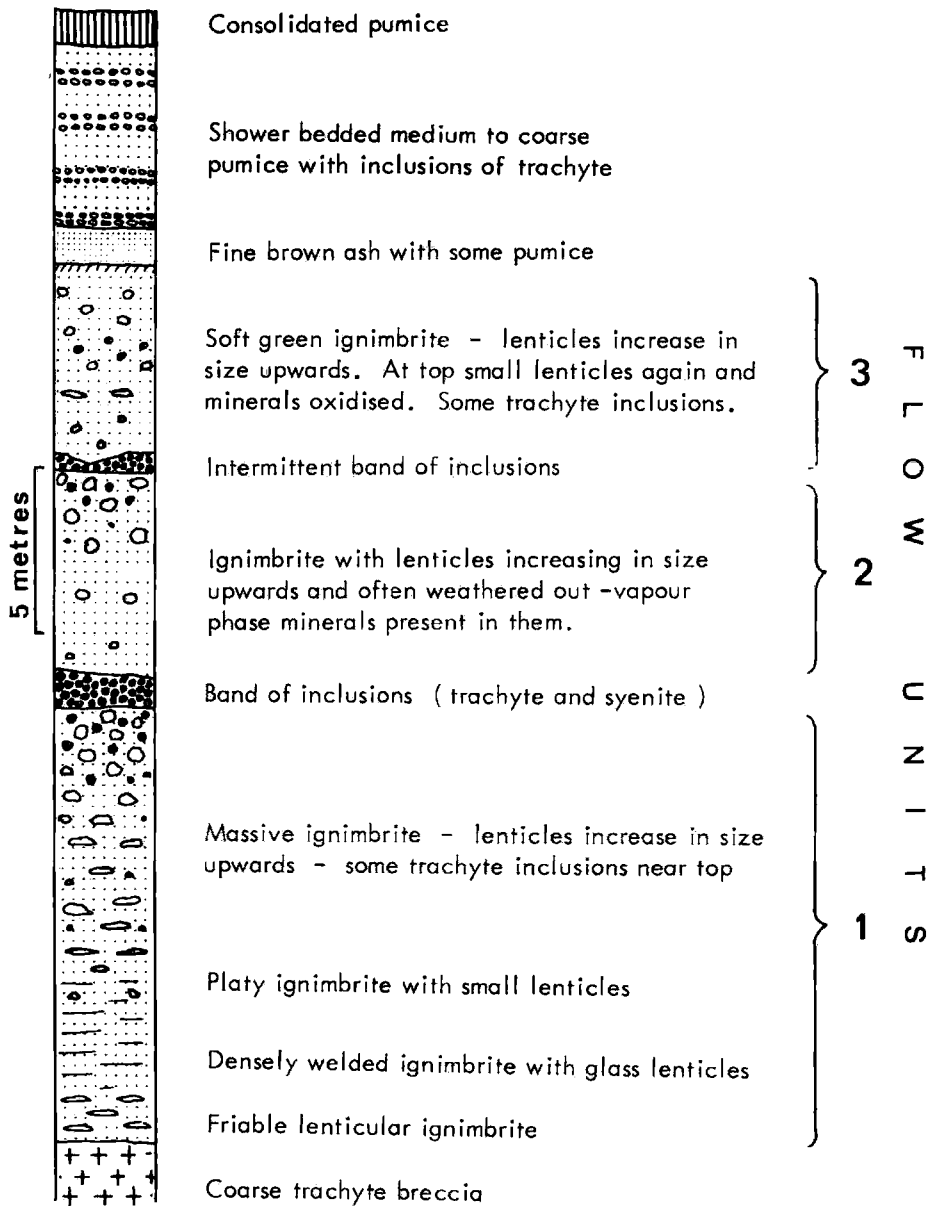 Consolidated pumice
Shower bedded medium to coarse
pumice with inclusions of trachyte
Fine brown ash with some pumice
Soft green ignimbrite - lenticles increase in
size upwards. At top small lenticles again and
minerals oxidised. Some trachyte inclusions.
3
Intermittent band of inclusions
5 metres
Ignimbrite with lenticles increasing in size
upwards and often weathered out -vapour
phase minerals present in them.
2
Band of inclusions ( trachyte and syenite )
Massive ignimbrite - lenticles increase in size
upwards - some trachyte inclusions near top
1
Platy ignimbrite with small lenticles
Densely welded ignimbrite with glass lenticles
Friable lenticular ignimbrite
Coarse trachyte breccia
FLOW UNITS